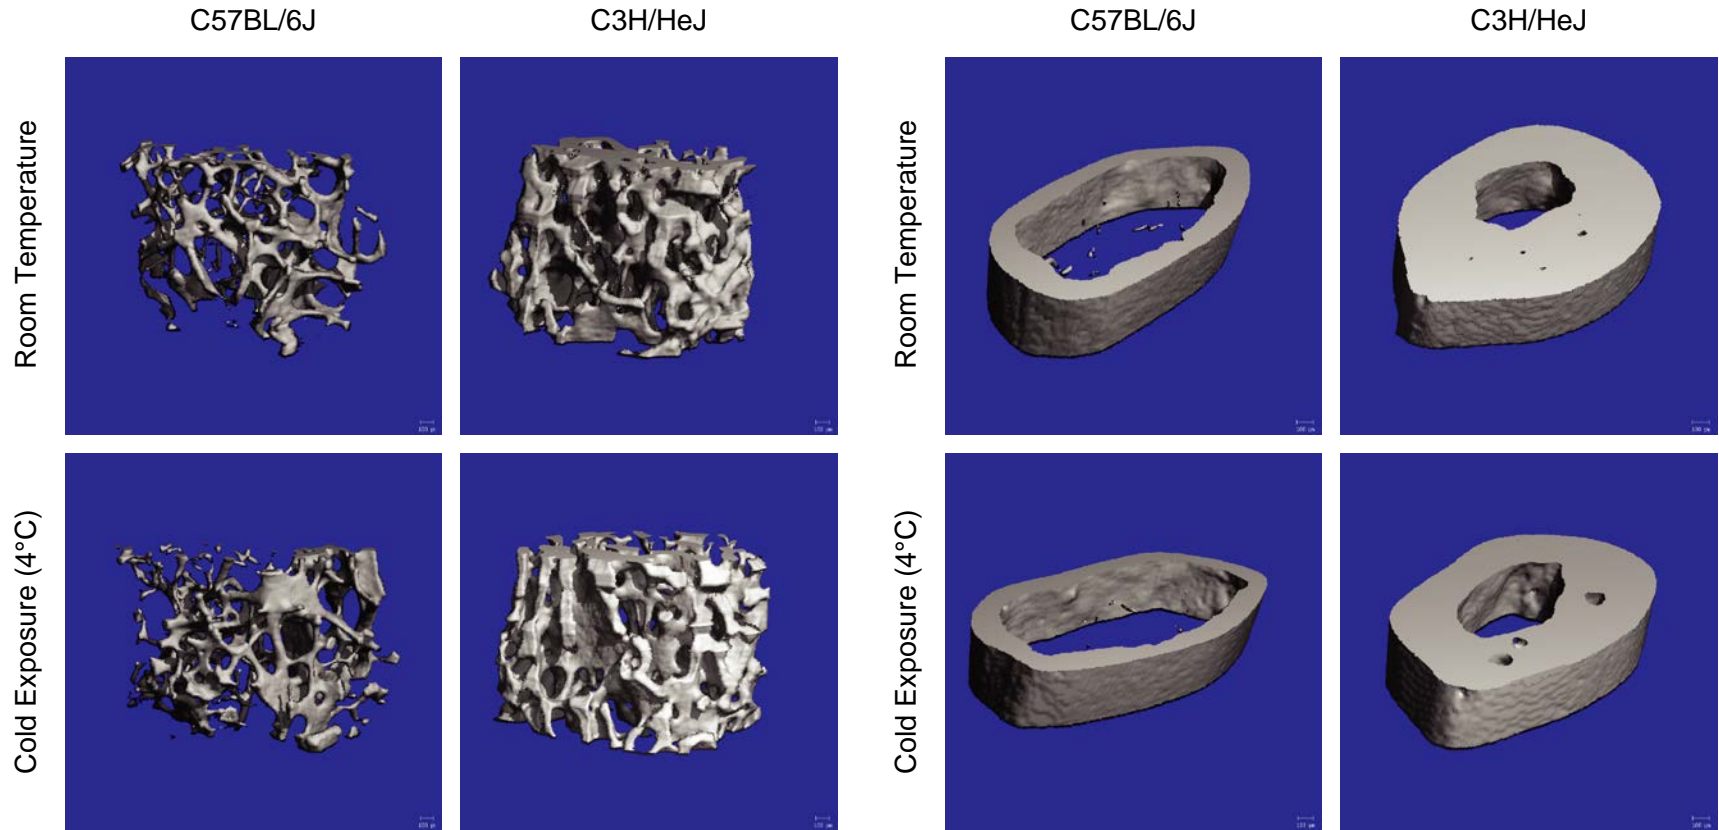 C57BL/6J C3H/HeJ C57BL/6J C3H/HeJ
Room Temperature
Room Temperature
Cold Exposure (4°C)
Cold Exposure (4°C)